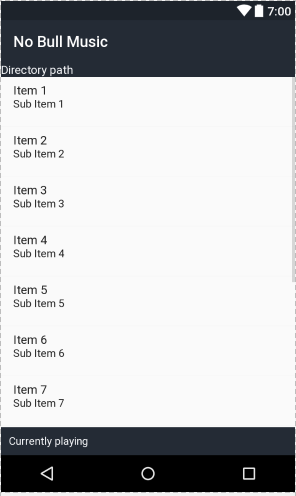 7:00
No Bull Music
Directory path
Item 1
Sub Item 1
Item 2
Sub Item 2
Item 3
Sub Item 3
Item 4
Sub Item 4
Item 5
Sub Item 5
Item 6
Sub Item 6
Item 7
Sub Item 7
Currently playing